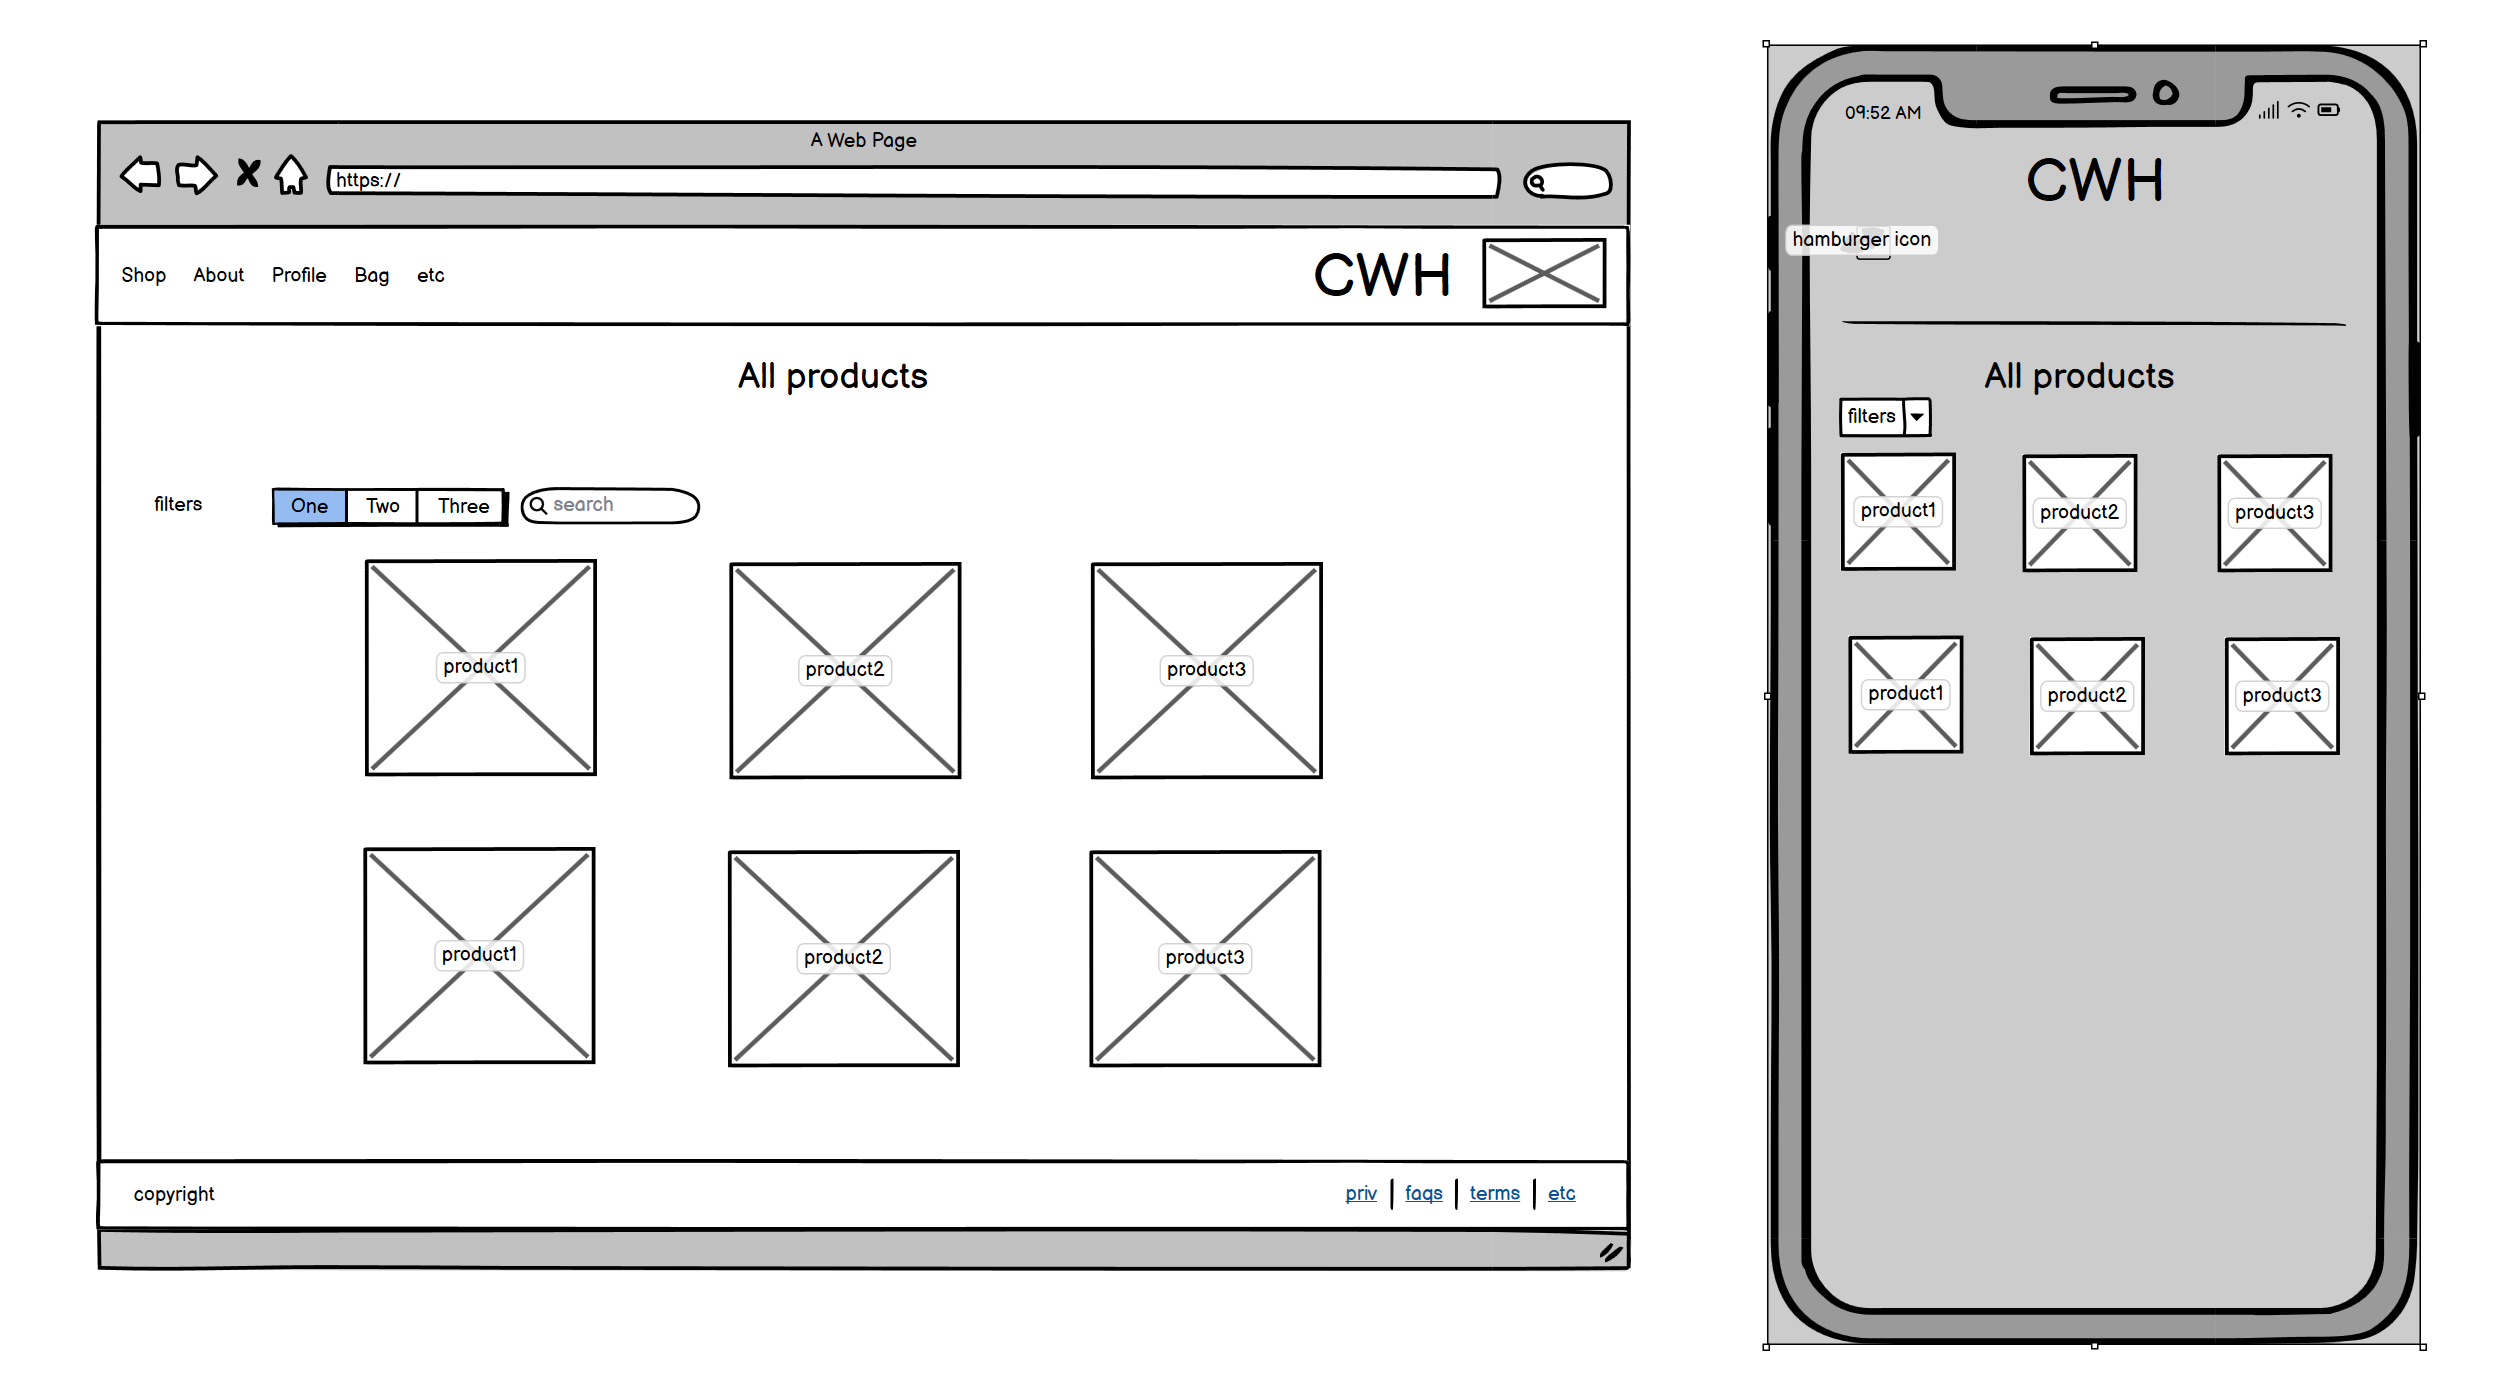 A Web Page
https://
Shop About Profile Bag etc
CWH
All products
filters One Two Three search
product1 product2 product3
product1 product2 product3
copyright priv faqs terms etc
09:52 AM
CWH
hamburger icon
All products
filters
product1 product2 product3
product1 product2 product3